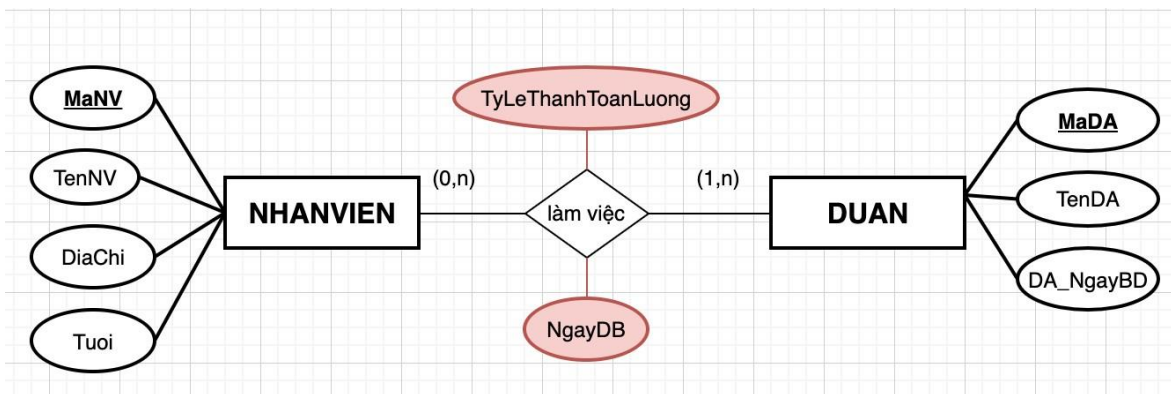 MaNV
TenNV
DiaChi
Tuoi
NHANVIEN
(0,n)
TyLeThanhToanLuong
làm việc
NgayDB
(1,n)
DUAN
MaDA
TenDA
DA_NgayBD